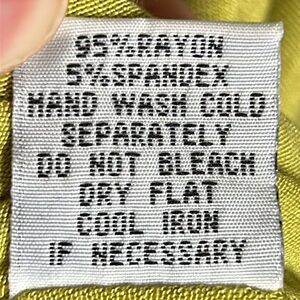 95%RAYON
5%SPANDEX
HAND WASH COLD
SEPARATELY
DO NOT BLEACH
DRY FLAT
COOL IRON
IF NECESSARY